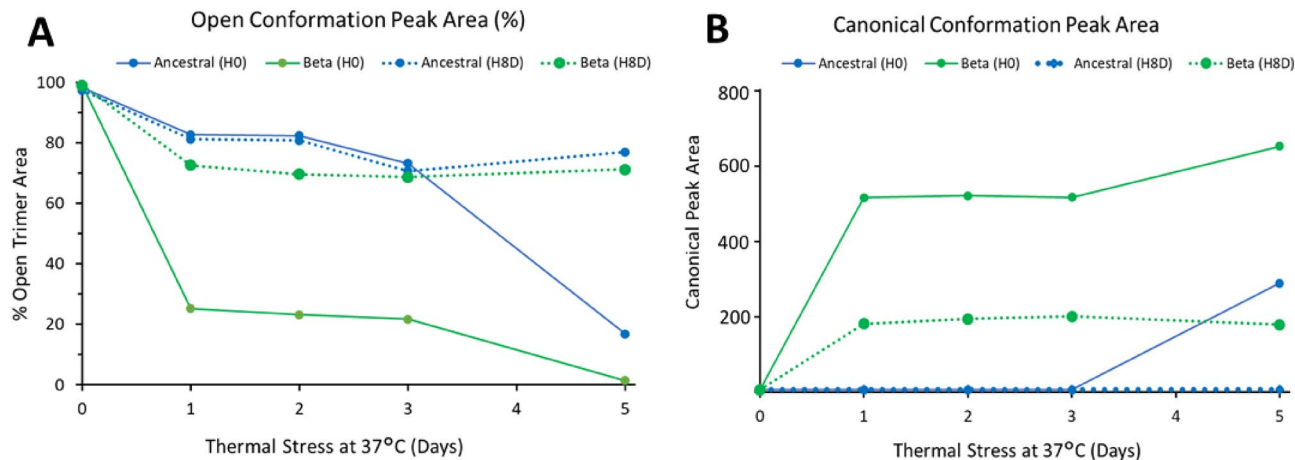 A
Open Conformation Peak Area (%)
Ancestral (H0) Beta (H0) Ancestral (H8D) Beta (H8D)
% Open Trimer Area
100
80
60
40
20
0
0 1 2 3 4 5
Thermal Stress at 37°C (Days)
B
Canonical Conformation Peak Area
Ancestral (H0) Beta (H0) Ancestral (H8D) Beta (H8D)
Canonical Peak Area
800
600
400
200
0 1 2 3 4 5
Thermal Stress at 37°C (Days)